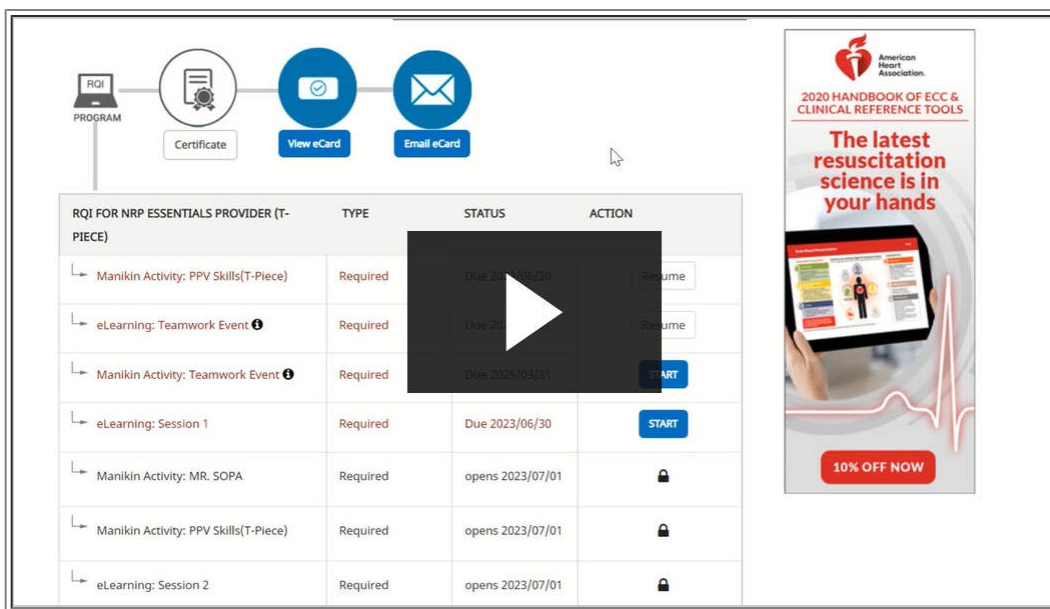 RQI
PROGRAM
Certificate
View eCard
Email eCard
RQI FOR NRP ESSENTIALS PROVIDER (T-
PIECE)
TYPE
STATUS
ACTION
Manikin Activity: PPV Skills(T-Piece)
Required
Due 2023/06/30
Resume
eLearning: Teamwork Event
Required
Due
Resume
Manikin Activity: Teamwork Event
Required
Due 2025/03/31
START
eLearning: Session 1
Required
Due 2023/06/30
START
Manikin Activity: MR. SOPA
Required
opens 2023/07/01
Manikin Activity: PPV Skills(T-Piece)
Required
opens 2023/07/01
eLearning: Session 2
Required
opens 2023/07/01
American
Heart
Association.
2020 HANDBOOK OF ECC &
CLINICAL REFERENCE TOOLS
The latest
resuscitation
science is in
your hands
10% OFF NOW